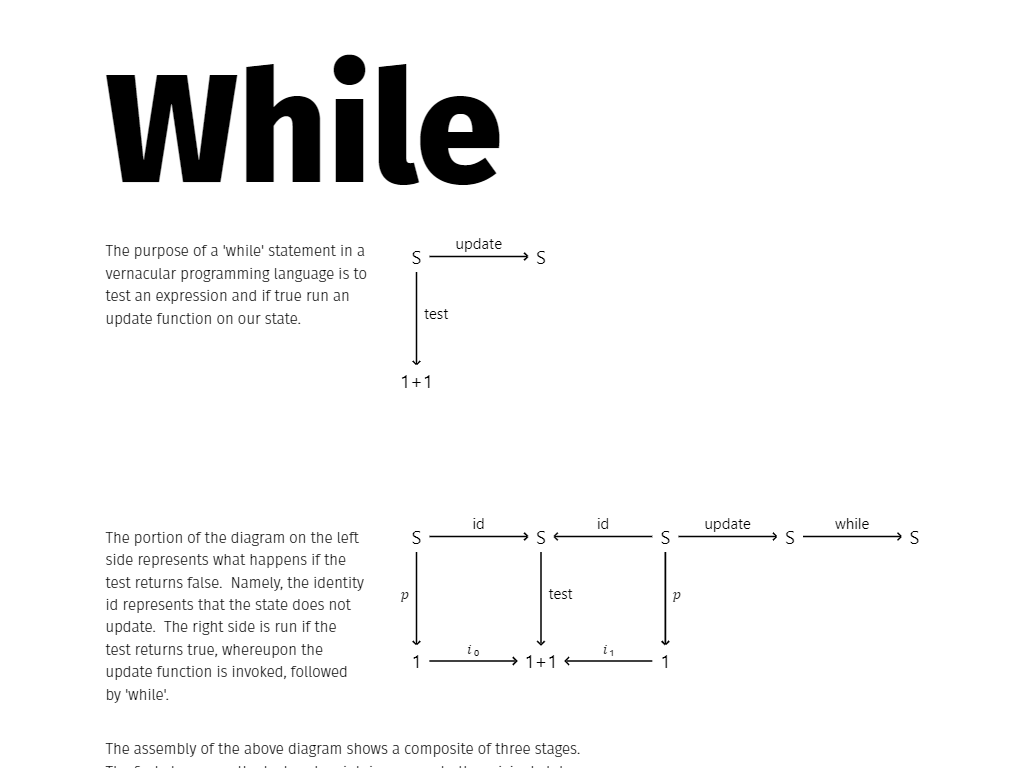 While
The purpose of a 'while' statement in a
vernacular programming language is to
test an expression and if true run an
update function on our state.
update
S S
test
1+1
The portion of the diagram on the left
side represents what happens if the
test returns false.  Namely, the identity
id represents that the state does not
update.  The right side is run if the
test returns true, whereupon the
update function is invoked, followed
by 'while'.
id id update while
S S S S S
p test p
i₀ i₁
1 1+1 1
The assembly of the above diagram shows a composite of three stages.